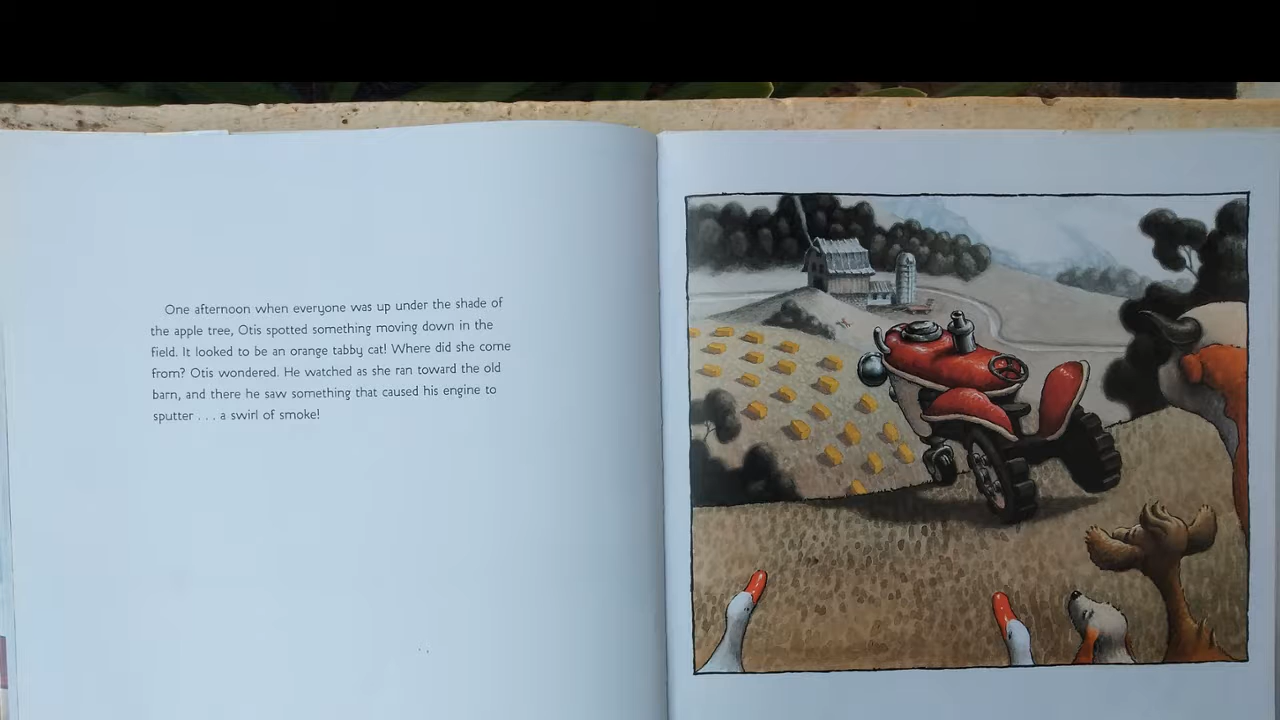 One afternoon when everyone was up under the shade of
the apple tree, Otis spotted something moving down in the
field. It looked to be an orange tabby cat! Where did she come
from? Otis wondered. He watched as she ran toward the old
barn, and there he saw something that caused his engine to
sputter . . . a swirl of smoke!